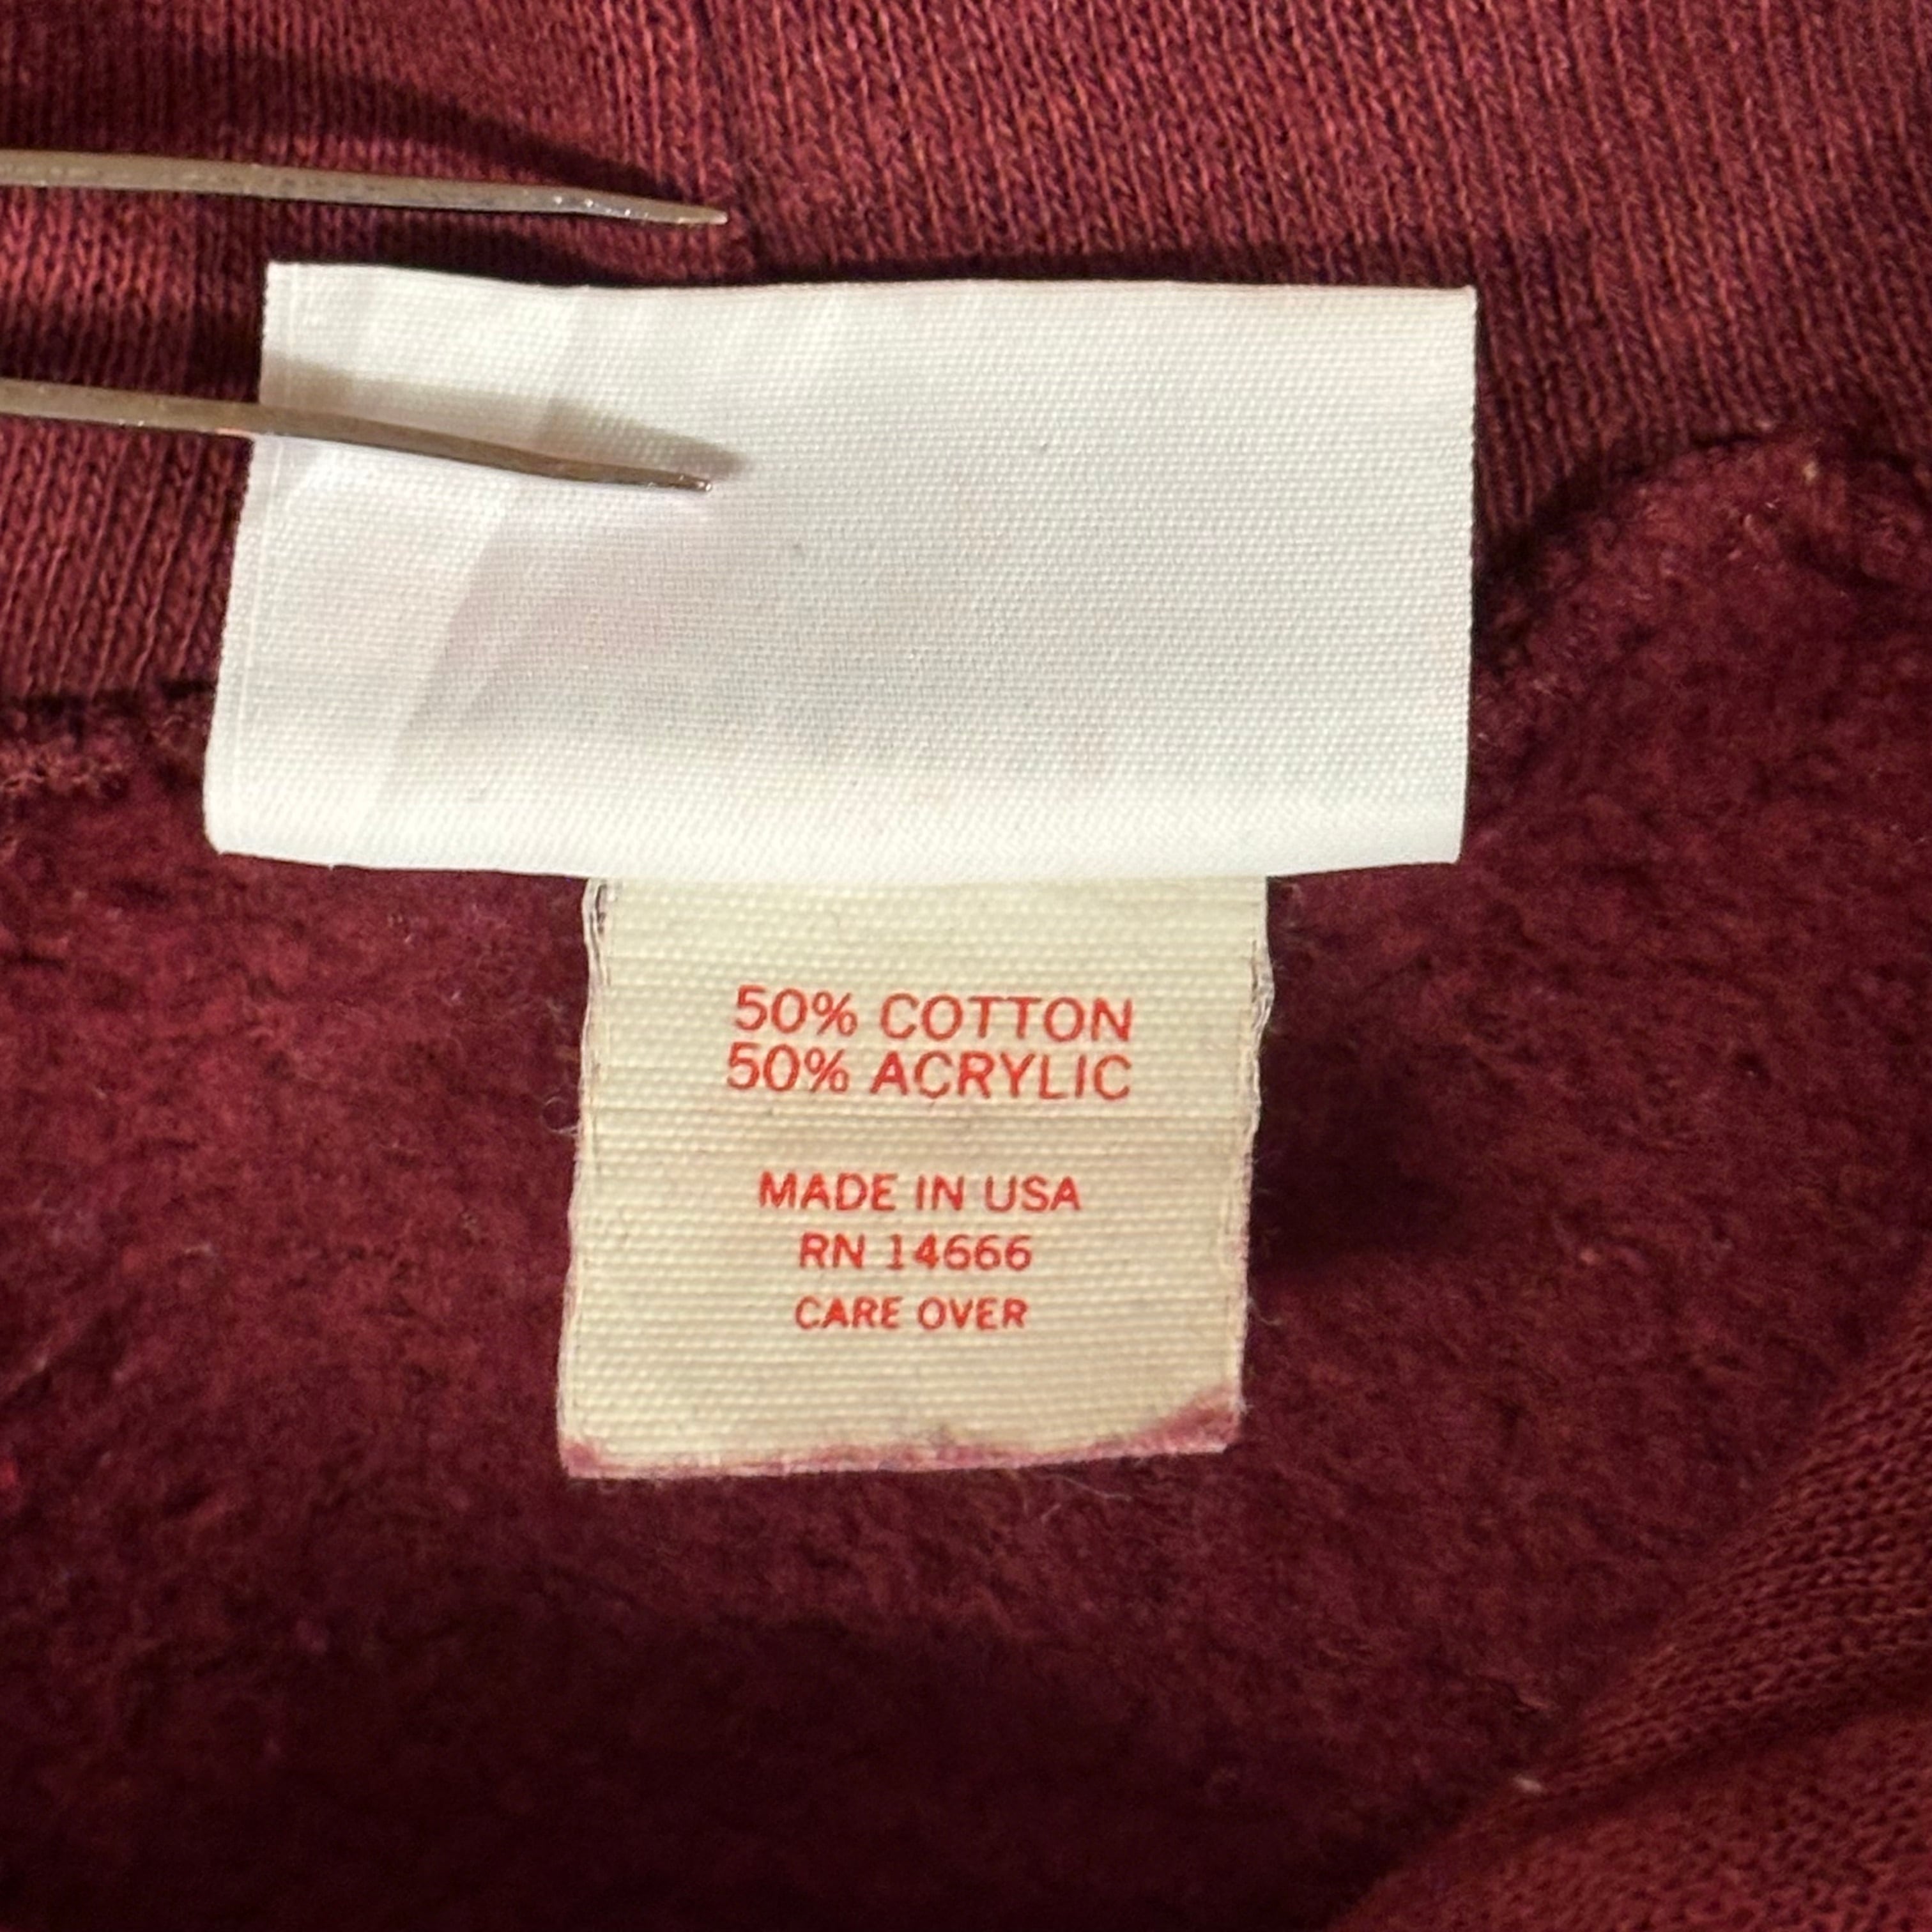 50% COTTON
50% ACRYLIC
MADE IN USA
RN 14666
CARE OVER